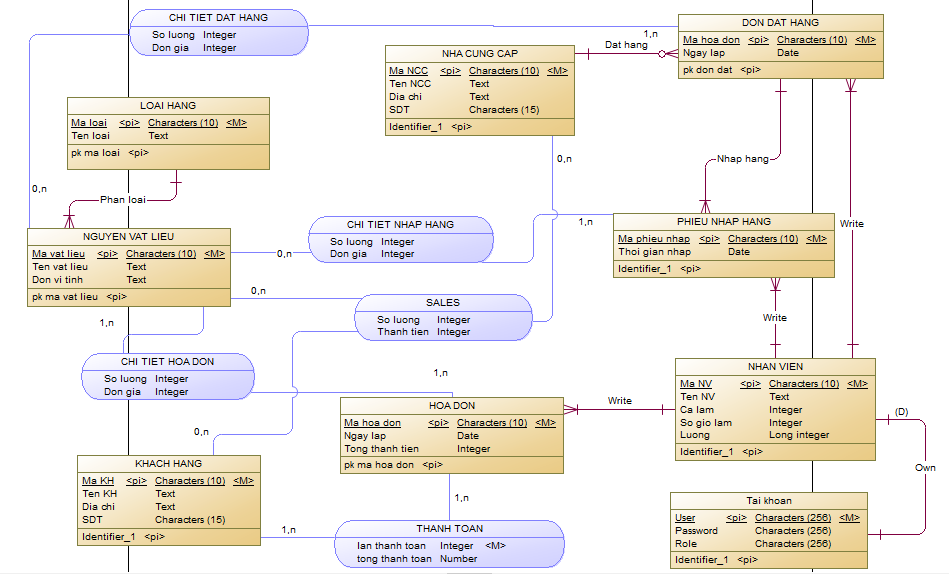 CHI TIET DAT HANG
So luong Integer
Don gia Integer
1,n
DON DAT HANG
Ma hoa don <pi> Characters (10) <M>
Ngay lap Date
pk don dat <pi>
Dat hang
NHA CUNG CAP
Ma NCC <pi> Characters (10) <M>
Ten NCC Text
Dia chi Text
SDT Characters (15)
Identifier_1 <pi>
LOAI HANG
Ma loai <pi> Characters (10) <M>
Ten loai Text
pk ma loai <pi>
0,n
Nhap hang
0,n
Phan loai
NGUYEN VAT LIEU
Ma vat lieu <pi> Characters (10) <M>
Ten vat lieu Text
Don vi tinh Text
pk ma vat lieu <pi>
CHI TIET NHAP HANG
So luong Integer
Don gia Integer
0,n
1,n
PHIEU NHAP HANG
Ma phieu nhap <pi> Characters (10) <M>
Thoi gian nhap Date
Identifier_1 <pi>
Write
0,n
SALES
So luong Integer
Thanh tien Integer
Write
1,n
CHI TIET HOA DON
So luong Integer
Don gia Integer
1,n
NHAN VIEN
Ma NV <pi> Characters (10) <M>
Ten NV Text
Ca lam Integer
So gio lam Integer
Luong Long integer
Identifier_1 <pi>
HOA DON
Ma hoa don <pi> Characters (10) <M>
Ngay lap Date
Tong thanh tien Integer
pk ma hoa don <pi>
Write
(D)
Own
0,n
KHACH HANG
Ma KH <pi> Characters (10) <M>
Ten KH Text
Dia chi Text
SDT Characters (15)
Identifier_1 <pi>
1,n
1,n
THANH TOAN
lan thanh toan Integer <M>
tong thanh toan Number
Tai khoan
User <pi> Characters (256) <M>
Password Characters (256)
Role Characters (256)
Identifier_1 <pi>